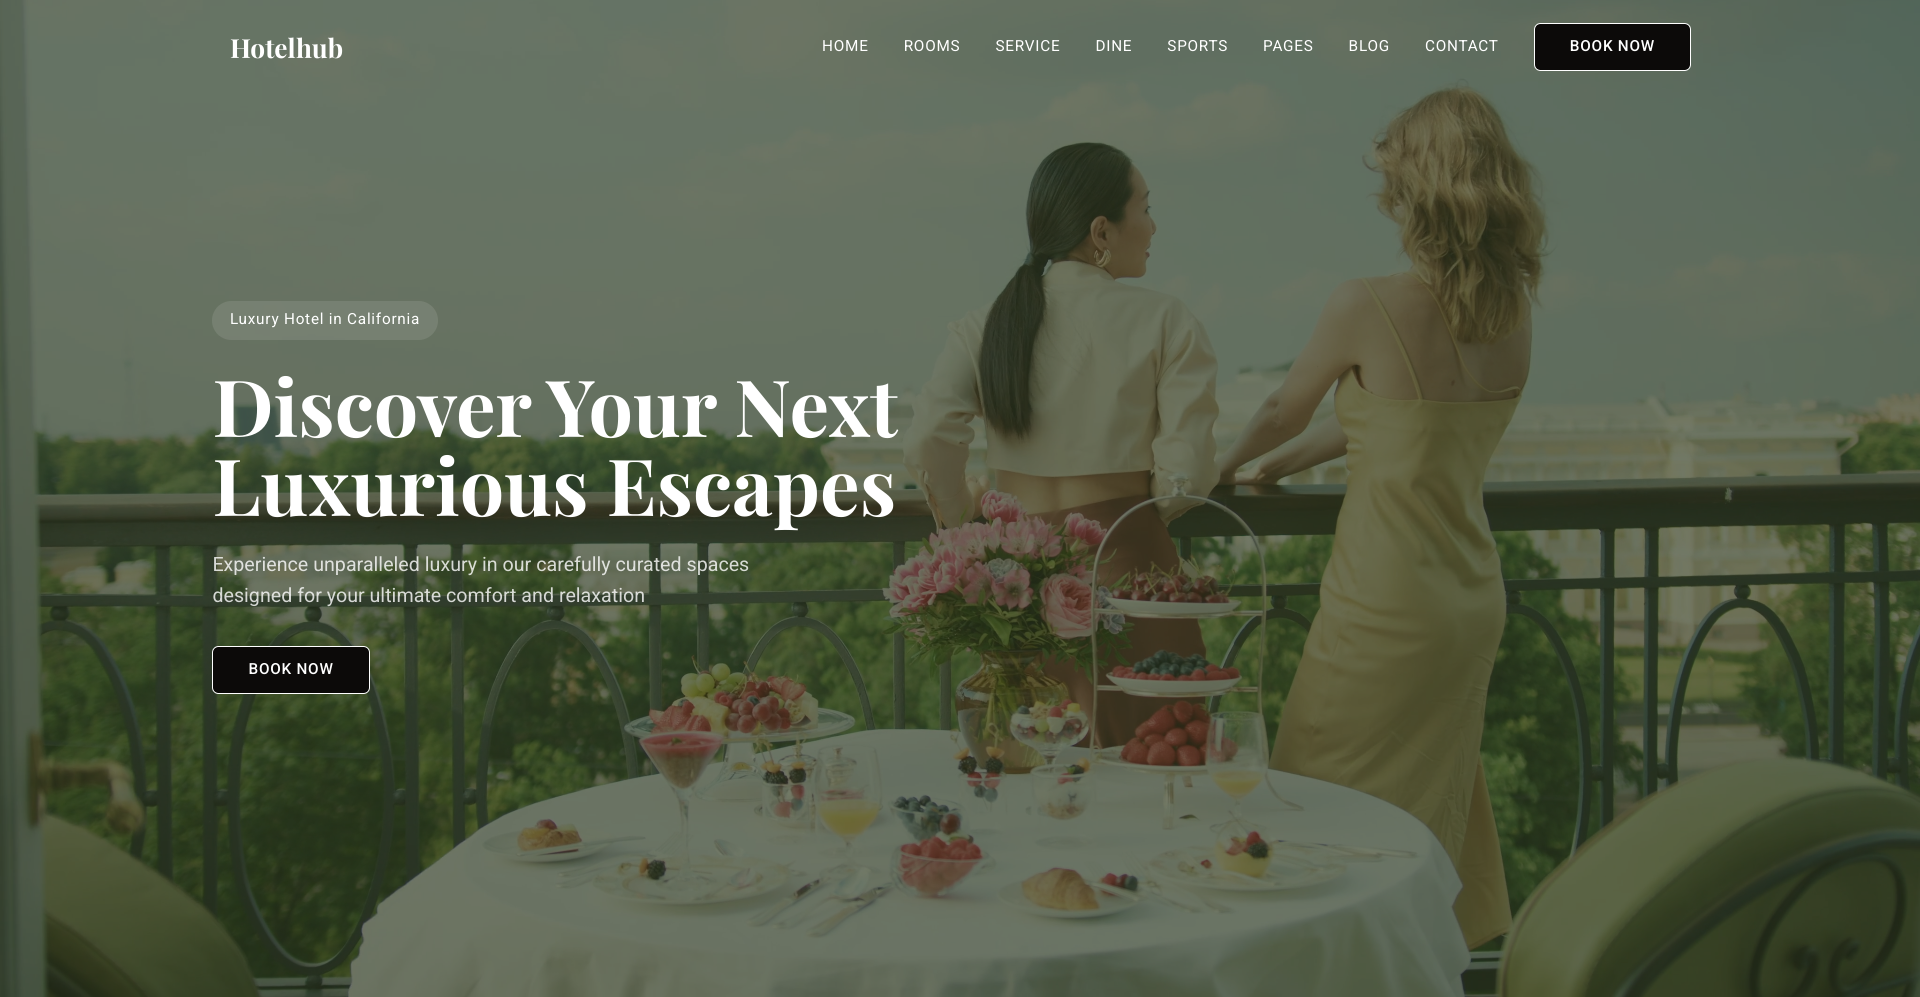 Hotelhub
HOME ROOMS SERVICE DINE SPORTS PAGES BLOG CONTACT BOOK NOW
Luxury Hotel in California
Discover Your Next
Luxurious Escapes
Experience unparalleled luxury in our carefully curated spaces
designed for your ultimate comfort and relaxation
BOOK NOW